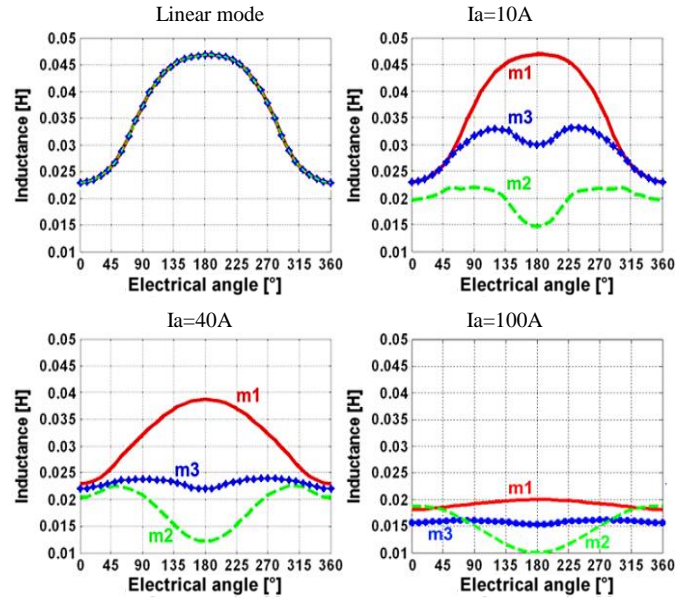 Linear mode
Inductance [H]
0.05
0.045
0.04
0.035
0.03
0.025
0.02
0.015
0.01
0 45 90 135 180 225 270 315 360
Electrical angle [°]
Ia=10A
Inductance [H]
0.05
0.045
0.04
0.035
0.03
0.025
0.02
0.015
0.01
m1
m3
m2
0 45 90 135 180 225 270 315 360
Electrical angle [°]
Ia=40A
Inductance [H]
0.05
0.045
0.04
0.035
0.03
0.025
0.02
0.015
0.01
m1
m3
m2
0 45 90 135 180 225 270 315 360
Electrical angle [°]
Ia=100A
Inductance [H]
0.05
0.045
0.04
0.035
0.03
0.025
0.02
0.015
0.01
m1
m3
m2
0 45 90 135 180 225 270 315 360
Electrical angle [°]